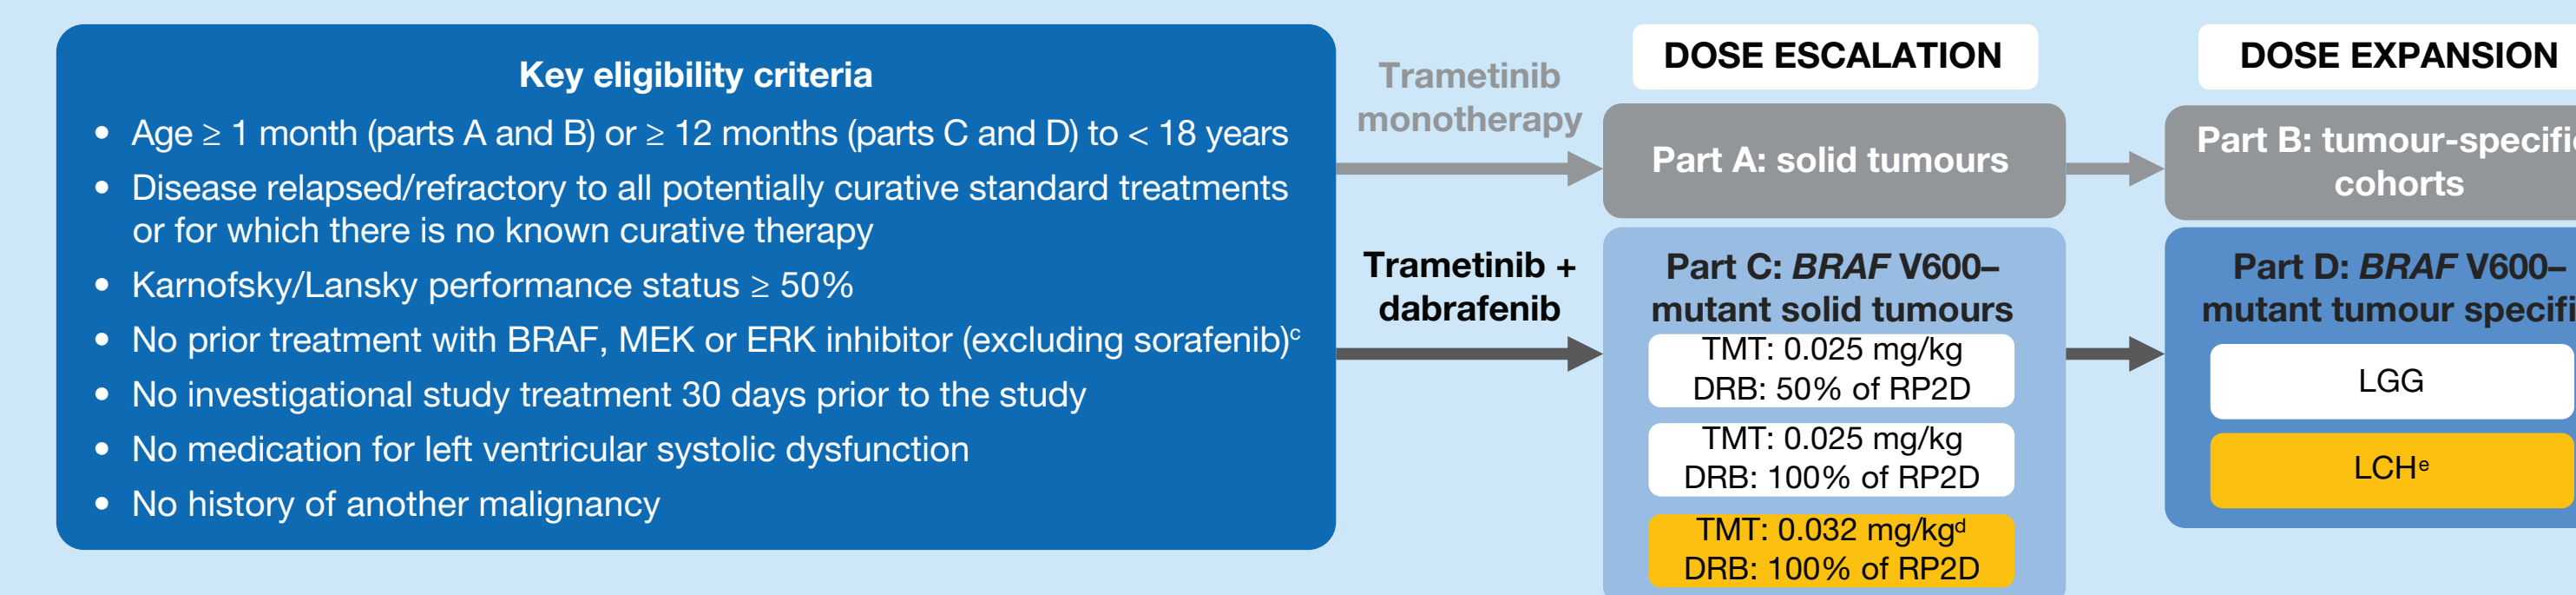 Key eligibility criteria
• Age ≥ 1 month (parts A and B) or ≥ 12 months (parts C and D) to < 18 years
• Disease relapsed/refractory to all potentially curative standard treatments
or for which there is no known curative therapy
• Karnofsky/Lansky performance status ≥ 50%
• No prior treatment with BRAF, MEK or ERK inhibitor (excluding sorafenib)ᶜ
• No investigational study treatment 30 days prior to the study
• No medication for left ventricular systolic dysfunction
• No history of another malignancy
Trametinib
monotherapy
Trametinib +
dabrafenib
DOSE ESCALATION
Part A: solid tumours
Part C: BRAF V600–
mutant solid tumours
TMT: 0.025 mg/kg
DRB: 50% of RP2D
TMT: 0.025 mg/kg
DRB: 100% of RP2D
TMT: 0.032 mg/kgᵈ
DRB: 100% of RP2D
DOSE EXPANSION
Part B: tumour-specific
cohorts
Part D: BRAF V600–
mutant tumour specifi
LGG
LCHᵉ